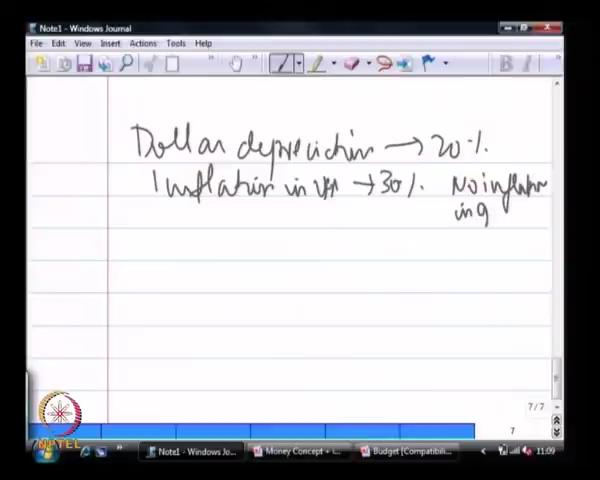 Note1 - Windows Journal
File Edit View Insert Actions Tools Help
B I
Dollar depreciation → 20%.
Inflation in → 30%. No inflation
in
7/7
7
NPTEL
Note1 - Windows Jo...
Money Concept +
Budget [Compatibili...
11:09